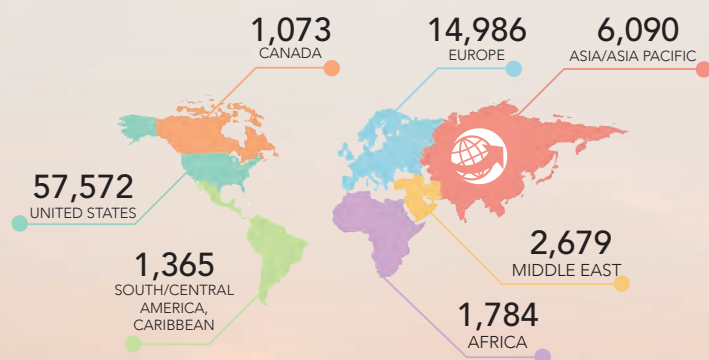 1,073
CANADA
14,986
EUROPE
6,090
ASIA/ASIA PACIFIC
57,572
UNITED STATES
1,365
SOUTH/CENTRAL
AMERICA,
CARIBBEAN
2,679
MIDDLE EAST
1,784
AFRICA